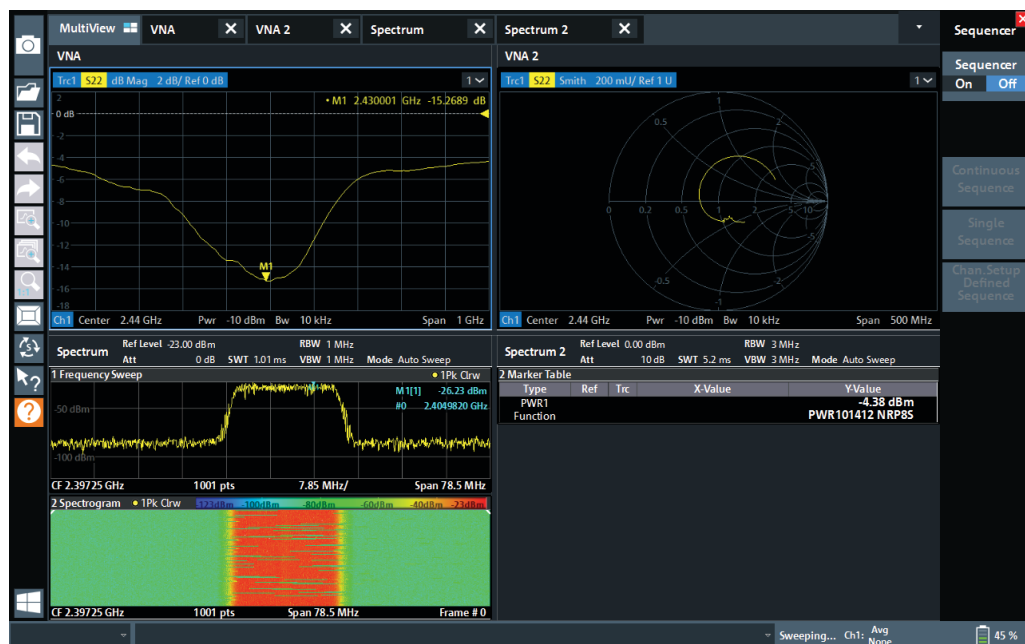 MultiView VNA X VNA 2 X Spectrum X Spectrum 2 X
Sequencer X
Sequencer
On Off
Continuous
Sequence
Single
Sequence
Chan.Setup
Defined
Sequence
VNA
Trc1 S22 dB Mag 2 dB/ Ref 0 dB 1
2
• M1 2.430001 GHz -15.2689 dB
0 dB
-2
-4
-6
-8
-10
-12
-14
-16
-18
M1
Ch1 Center 2.44 GHz Pwr -10 dBm Bw 10 kHz Span 1 GHz
VNA 2
Trc1 S22 Smith 200 mU/ Ref 1 U 1
1
0.5
2
5
0 0.2 0.5 1 2 5 10
-5
-0.5
-2
-1
Ch1 Center 2.44 GHz Pwr -10 dBm Bw 10 kHz Span 500 MHz
Spectrum
Ref Level -23.00 dBm RBW 1 MHz
Att 0 dB SWT 1.01 ms VBW 1 MHz Mode Auto Sweep
1 Frequency Sweep • 1Pk Clrw
M1[1] -26.23 dBm
#0 2.4049820 GHz
-50 dBm
-100 dBm
CF 2.39725 GHz 1001 pts 7.85 MHz/ Span 78.5 MHz
2 Spectrogram • 1Pk Clrw -100dBm -80dBm -60dBm -40dBm -23dBm
CF 2.39725 GHz 1001 pts Span 78.5 MHz Frame # 0
Spectrum 2
Ref Level 0.00 dBm RBW 3 MHz
Att 10 dB SWT 5.2 ms VBW 3 MHz Mode Auto Sweep
2 Marker Table
Type Ref Trc X-Value Y-Value
PWR1 -4.38 dBm
Function PWR101412 NRP8S
Sweeping... Ch1: Avg None 45 %